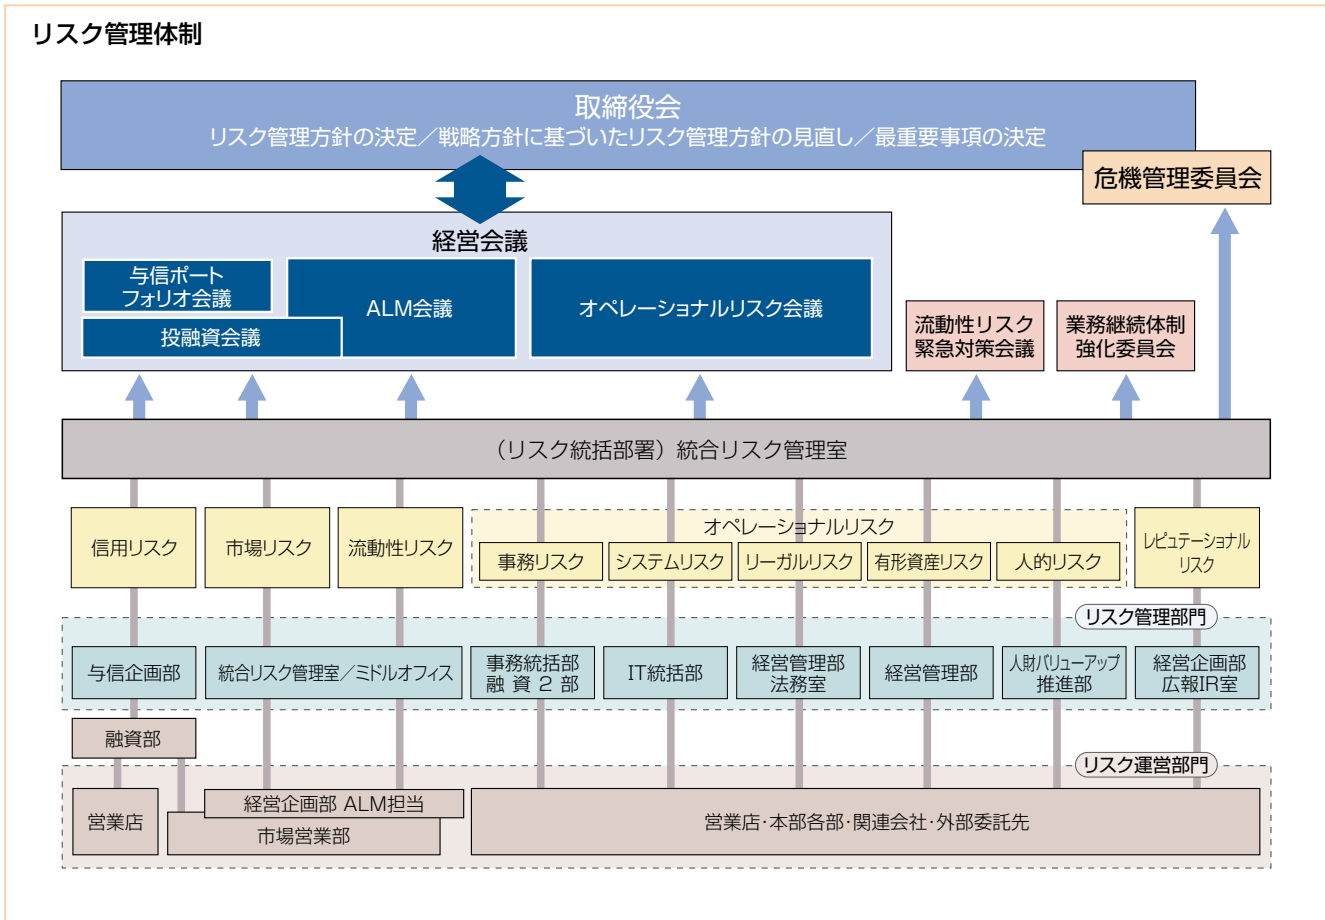 リスク管理体制
取締役会
リスク管理方針の決定／戦略方針に基づいたリスク管理方針の見直し／最重要事項の決定
危機管理委員会
経営会議
与信ポート
フォリオ会議
投融資会議
ALM会議
オペレーショナルリスク会議
流動性リスク
緊急対策会議
業務継続体制
強化委員会
（リスク統括部署）統合リスク管理室
信用リスク
市場リスク
流動性リスク
オペレーショナルリスク
事務リスク
システムリスク
リーガルリスク
有形資産リスク
人的リスク
レピュテーショナル
リスク
リスク管理部門
与信企画部
統合リスク管理室／ミドルオフィス
事務統括部
融資２部
IT統括部
経営管理部
法務室
経営管理部
人財バリューアップ
推進部
経営企画部
広報IR室
融資部
リスク運営部門
営業店
経営企画部 ALM担当
市場営業部
営業店・本部各部・関連会社・外部委託先